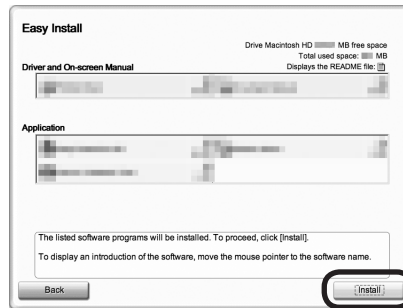 Easy Install
Drive Macintosh HD MB free space
Total used space: MB
Driver and On-screen Manual
Displays the README file:
Application
The listed software programs will be installed. To proceed, click [Install].
To display an introduction of the software, move the mouse pointer to the software name.
Back
Install